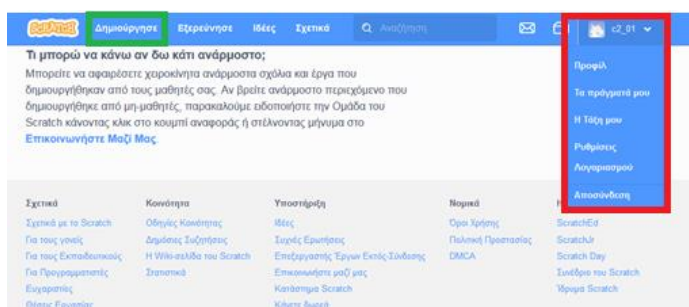 SCRATCH Δημιούργησε Εξερεύνησε Ιδέες Σχετικά Αναζήτηση c2_01
Τι μπορώ να κάνω αν δω κάτι ανάρμοστο;
Μπορείτε να αφαιρέσετε χειροκίνητα ανάρμοστα σχόλια και έργα που
δημιουργήθηκαν από τους μαθητές σας. Αν βρείτε ανάρμοστο περιεχόμενο που
δημιουργήθηκε από μη-μαθητές, παρακαλούμε ειδοποιήστε την Ομάδα του
Scratch κάνοντας κλικ στο κουμπί αναφοράς ή στέλνοντας μήνυμα στο
Επικοινωνήστε Μαζί Μας.
Προφίλ
Τα πράγματά μου
Η Τάξη μου
Ρυθμίσεις
Λογαριασμού
Αποσύνδεση
Σχετικά
Σχετικά με το Scratch
Για τους γονείς
Για τους Εκπαιδευτικούς
Για Προγραμματιστές
Ευχαριστίες
Θέσεις Εργασίας
Κοινότητα
Οδηγίες Κοινότητας
Δημόσιες Συζητήσεις
Η Wiki-σελίδα του Scratch
Στατιστικά
Υποστήριξη
Ιδέες
Συχνές Ερωτήσεις
Επεξεργαστής Έργων Εκτός-Σύνδεσης
Επικοινωνήστε μαζί μας
Κατάστημα Scratch
Κάνετε δωρεά
Νομικά
Όροι Χρήσης
Πολιτική Προστασίας
DMCA
ScratchEd
ScratchJr
Scratch Day
Συνέδριο του Scratch
Ίδρυμα Scratch